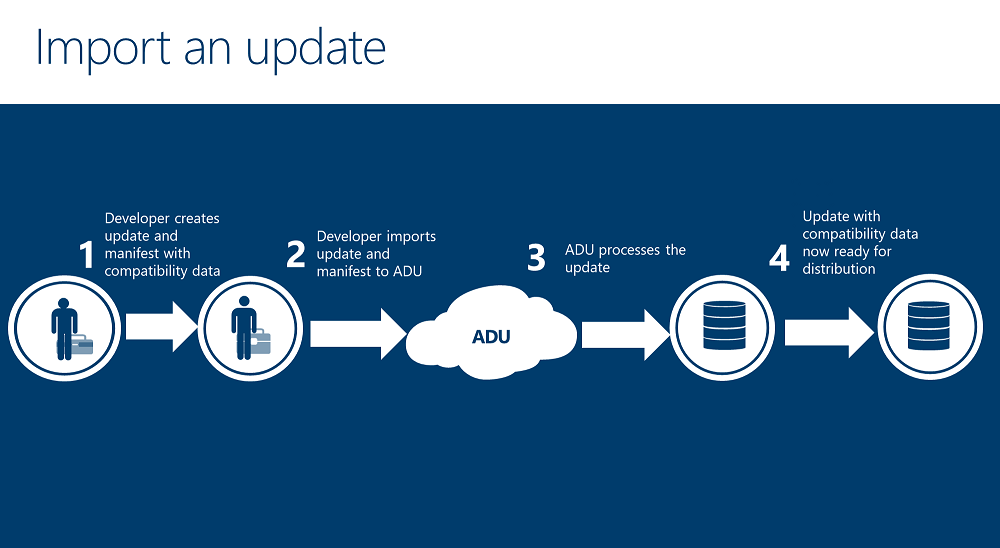 Import an update
1
Developer creates
update and
manifest with
compatibility data
2
Developer imports
update and
manifest to ADU
3
ADU processes the
update
4
Update with
compatibility data
now ready for
distribution
ADU